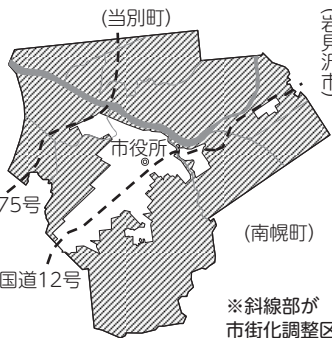 (当別町)
(岩見沢市)
市役所
75号
(南幌町)
国道12号
※斜線部が
市街化調整区